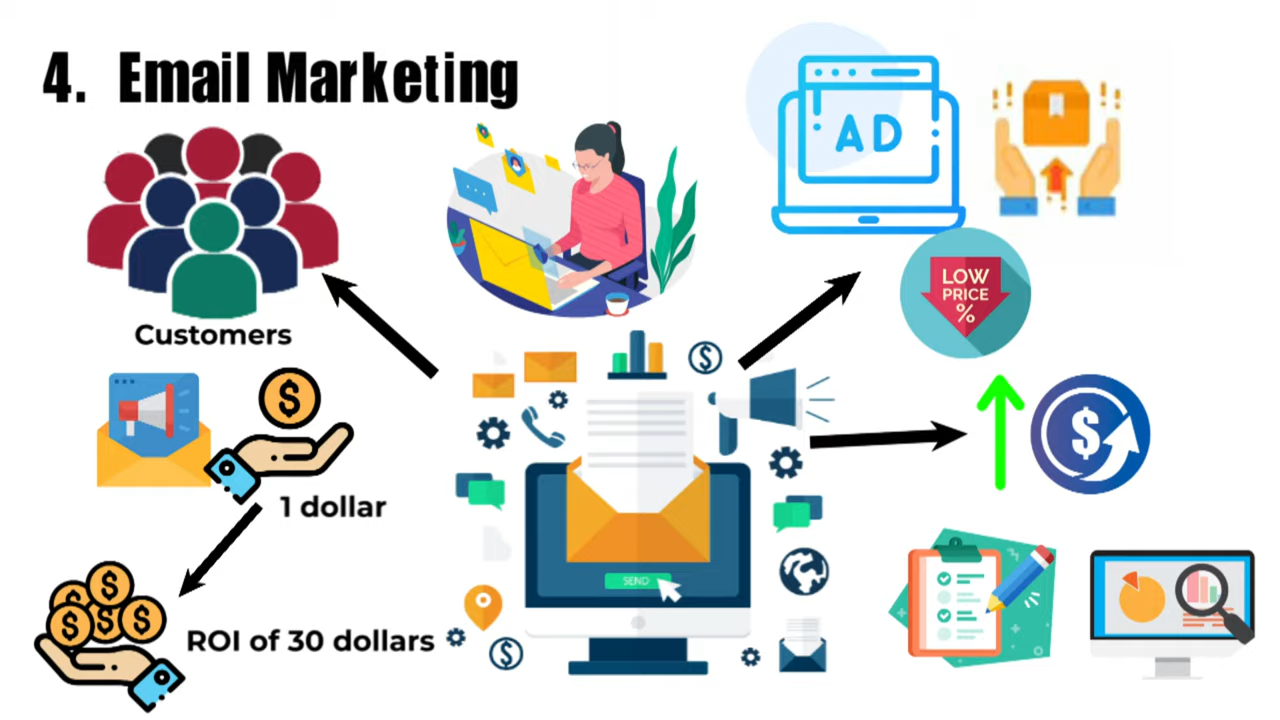 4. Email Marketing
AD
LOW
PRICE
%
Customers
$
1 dollar
$
SEND
ROI of 30 dollars